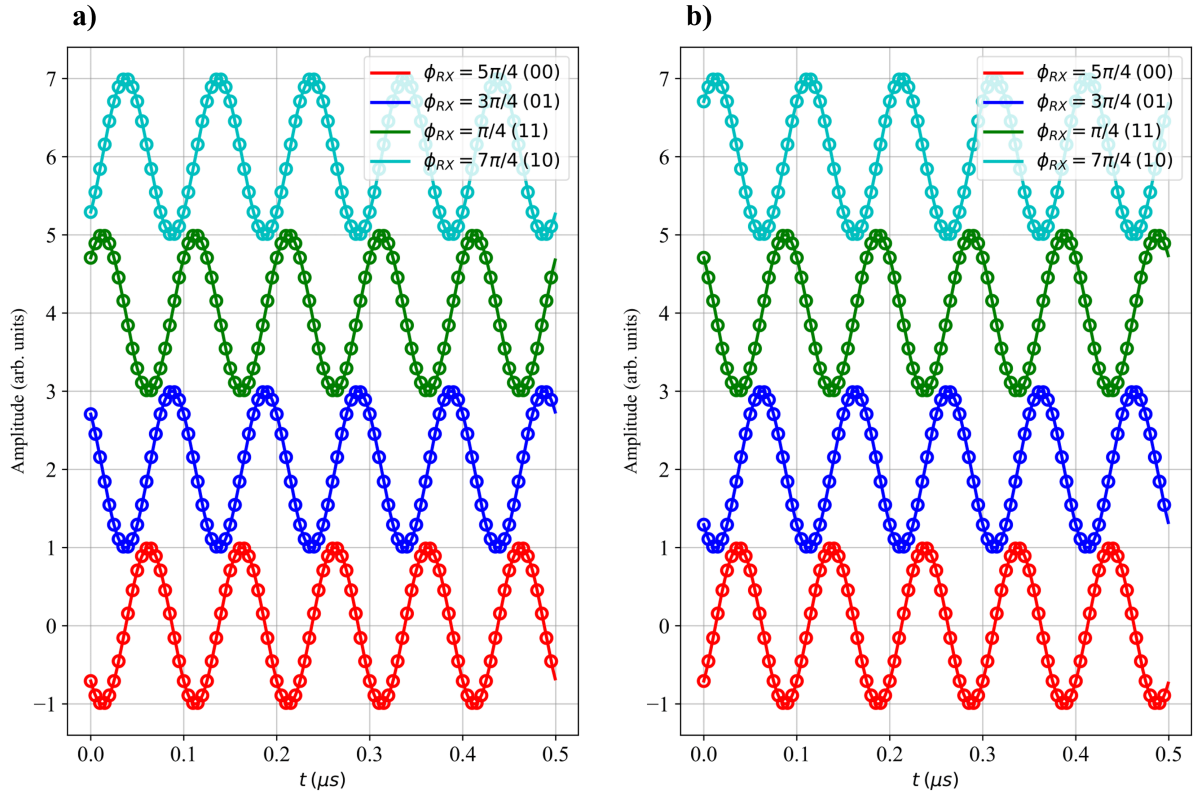 a)
7
6
5
4
3
2
1
0
−1
Amplitude (arb. units)
0.0 0.1 0.2 0.3 0.4 0.5
t (μs)
ϕRX = 5π/4 (00)
ϕRX = 3π/4 (01)
ϕRX = π/4 (11)
ϕRX = 7π/4 (10)
b)
7
6
5
4
3
2
1
0
−1
Amplitude (arb. units)
0.0 0.1 0.2 0.3 0.4 0.5
t (μs)
ϕRX = 5π/4 (00)
ϕRX = 3π/4 (01)
ϕRX = π/4 (11)
ϕRX = 7π/4 (10)